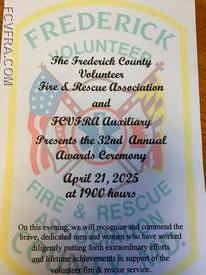 FCVFRA.COM
FREDERICK
VOLUNTEER
The Frederick County
Volunteer
Fire & Rescue Association
and
FCVFRA Auxiliary
Presents the 32nd Annual
Awards Ceremony
April 21, 2025
at 1900 hours
FIRE RESCUE
On this evening, we will recognize and commend the
brave, dedicated men and women who have worked
diligently putting forth extraordinary efforts
and lifetime achievements in support of the
volunteer fire & rescue service.